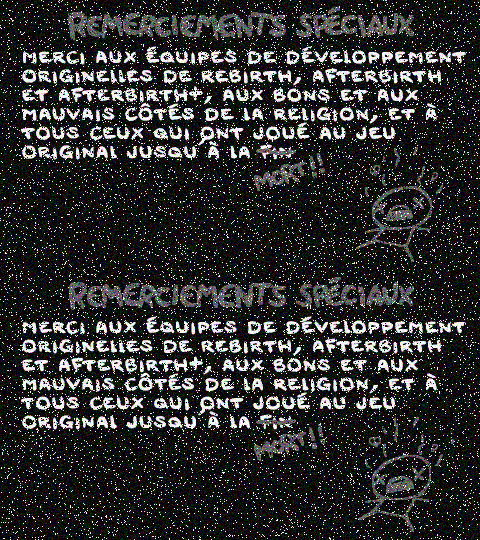 REMERCIEMENTS SPÉCIAUX
MERCI AUX ÉQUIPES DE DÉVELOPPEMENT
ORIGINELLES DE REBIRTH, AFTERBIRTH
ET AFTERBIRTH+, AUX BONS ET AUX
MAUVAIS CÔTÉS DE LA RELIGION, ET À
TOUS CEUX QUI ONT JOUÉ AU JEU
ORIGINAL JUSQU'À LA FIN
MORT!!
REMERCIEMENTS SPÉCIAUX
MERCI AUX ÉQUIPES DE DÉVELOPPEMENT
ORIGINELLES DE REBIRTH, AFTERBIRTH
ET AFTERBIRTH+, AUX BONS ET AUX
MAUVAIS CÔTÉS DE LA RELIGION, ET À
TOUS CEUX QUI ONT JOUÉ AU JEU
ORIGINAL JUSQU'À LA FIN
MORT!!